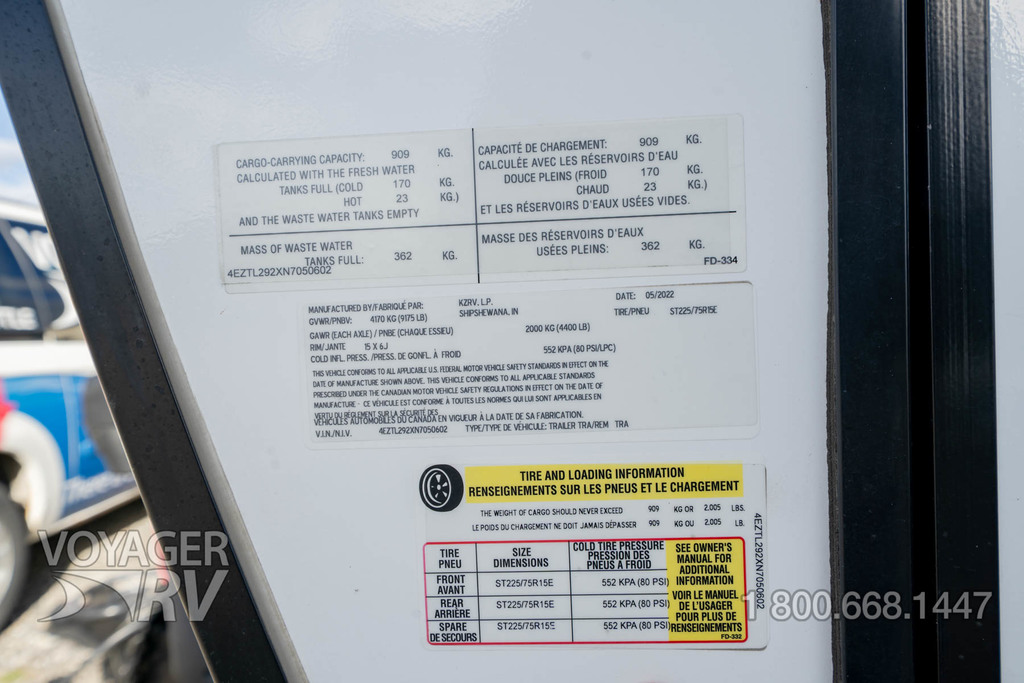 CARGO-CARRYING CAPACITY: 909 KG.
CALCULATED WITH THE FRESH WATER
TANKS FULL (COLD 170 KG.
HOT 23 KG.)
AND THE WASTE WATER TANKS EMPTY
MASS OF WASTE WATER
TANKS FULL: 362 KG.
4EZTL292XN7050602
CAPACITÉ DE CHARGEMENT: 909 KG.
CALCULÉE AVEC LES RÉSERVOIRS D'EAU
DOUCE PLEINS (FROID 170 KG.
CHAUD 23 KG.)
ET LES RÉSERVOIRS D'EAUX USÉES VIDES.
MASSE DES RÉSERVOIRS D'EAUX
USÉES PLEINS: 362 KG.
FD-334
MANUFACTURED BY/FABRIQUÉ PAR: KZRV, L.P. DATE: 05/2022
GVWR/PNBV: 4170 KG (9175 LB) SHIPSHEWANA, IN TIRE/PNEU ST225/75R15E
GAWR (EACH AXLE) / PNBE (CHAQUE ESSIEU) 2000 KG (4400 LB)
RIM/JANTE 15 X 6J
COLD INFL. PRESS. /PRESS. DE GONFL. À FROID 552 KPA (80 PSI/LPC)
THIS VEHICLE CONFORMS TO ALL APPLICABLE U.S. FEDERAL MOTOR VEHICLE SAFETY STANDARDS IN EFFECT ON THE
DATE OF MANUFACTURE SHOWN ABOVE. THIS VEHICLE CONFORMS TO ALL APPLICABLE STANDARDS
PRESCRIBED UNDER THE CANADIAN MOTOR VEHICLE SAFETY REGULATIONS IN EFFECT ON THE DATE OF
MANUFACTURE - CE VÉHICULE EST CONFORME À TOUTES LES NORMES QUI LUI SONT APPLICABLES EN
VERTU DU RÈGLEMENT SUR LA SÉCURITÉ DES
VÉHICULES AUTOMOBILES DU CANADA EN VIGUEUR À LA DATE DE SA FABRICATION.
V.I.N./N.I.V. 4EZTL292XN7050602 TYPE/TYPE DE VÉHICULE: TRAILER TRA/REM TRA
TIRE AND LOADING INFORMATION
RENSEIGNEMENTS SUR LES PNEUS ET LE CHARGEMENT
THE WEIGHT OF CARGO SHOULD NEVER EXCEED 909 KG OR 2.005 LBS.
LE POIDS DU CHARGEMENT NE DOIT JAMAIS DÉPASSER 909 KG OU 2.005 LB.
TIRE
PNEU
SIZE
DIMENSIONS
COLD TIRE PRESSURE
PRESSION DES
PNEUS A FROID
FRONT
AVANT
ST225/75R15E 552 KPA (80 PSI)
REAR
ARRIÈRE
ST225/75R15E 552 KPA (80 PSI)
SPARE
DE SECOURS
ST225/75R15E 552 KPA (80 PSI)
SEE OWNER'S
MANUAL FOR
ADDITIONAL
INFORMATION
VOIR LE MANUEL
DE L'USAGER
POUR PLUS DE
RENSEIGNEMENTS
FD-332
4EZTL292XN7050602
VOYAGER
RV
1 800.668.1447